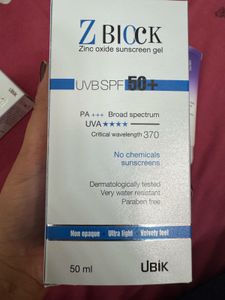 Z BLOCK
Zinc oxide sunscreen gel
UVB SPF 50+
PA +++ Broad spectrum
UVA ★★★★
Critical wavelength 370
No chemicals
sunscreens
Dermatologically tested
Very water resistant
Paraben free
Non opaque Ultra light Velvety feel
50 ml UBIK
UBIK